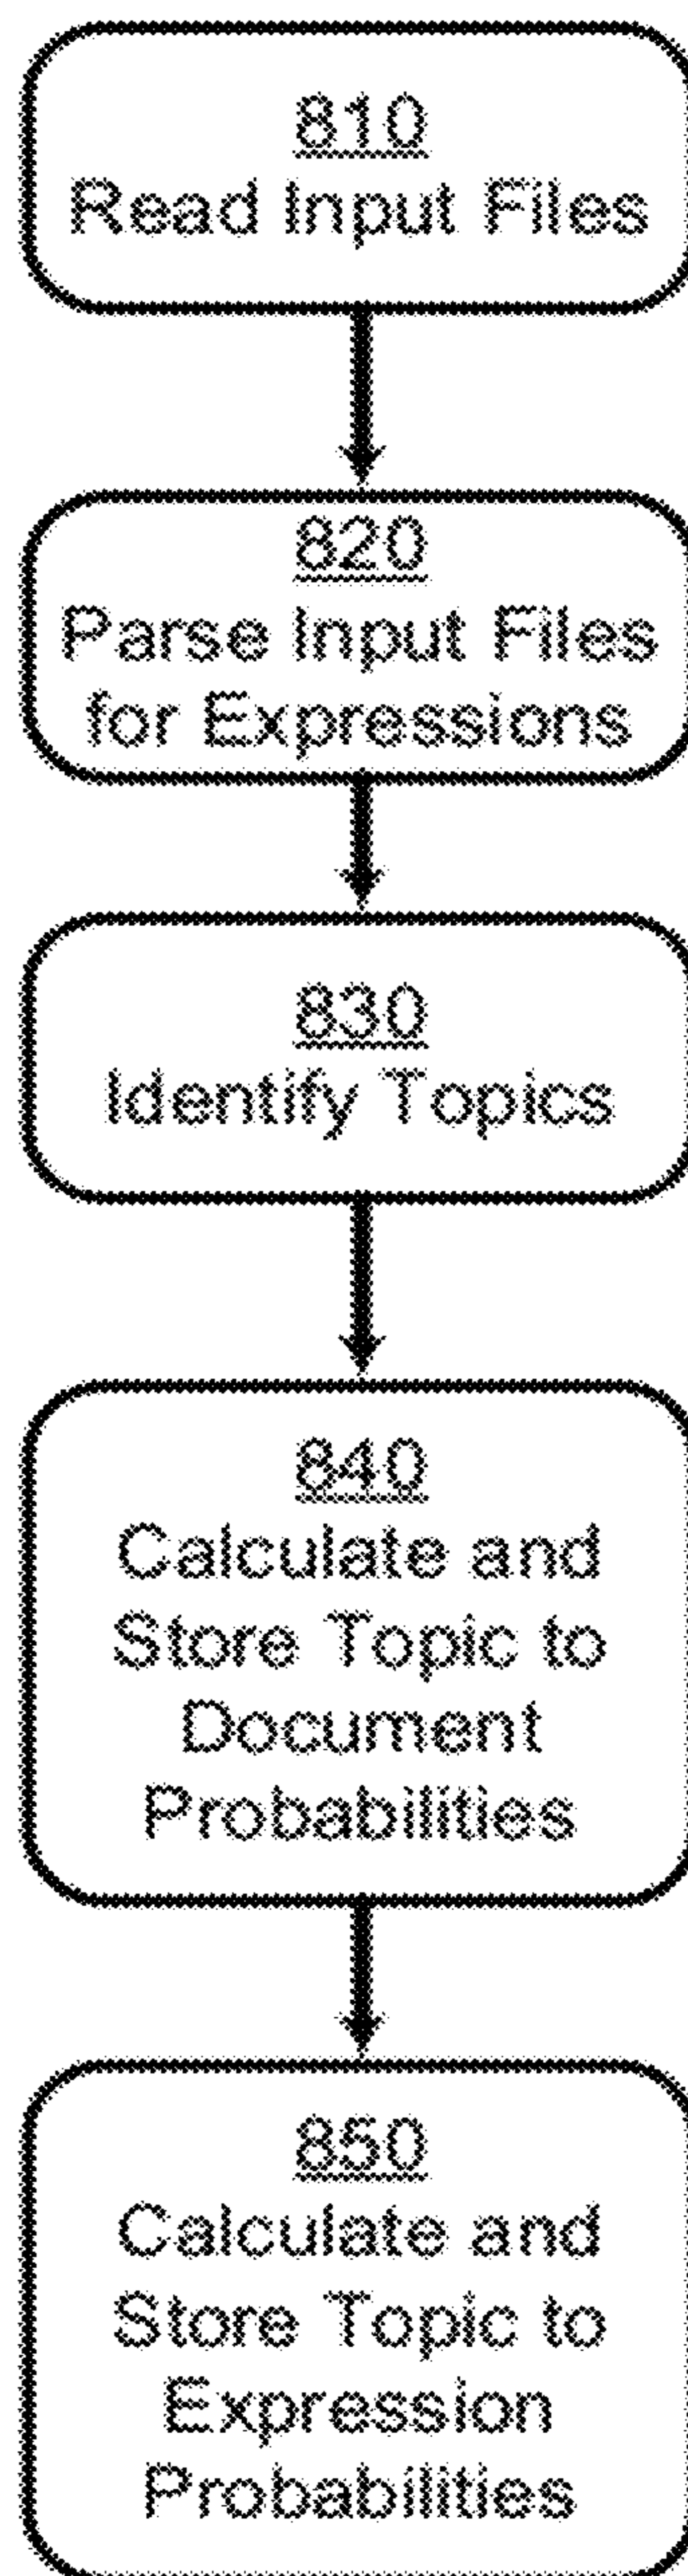 810
Read Input Files
820
Parse Input Files
for Expressions
830
Identify Topics
840
Calculate and
Store Topic to
Document
Probabilities
850
Calculate and
Store Topic to
Expression
Probabilities